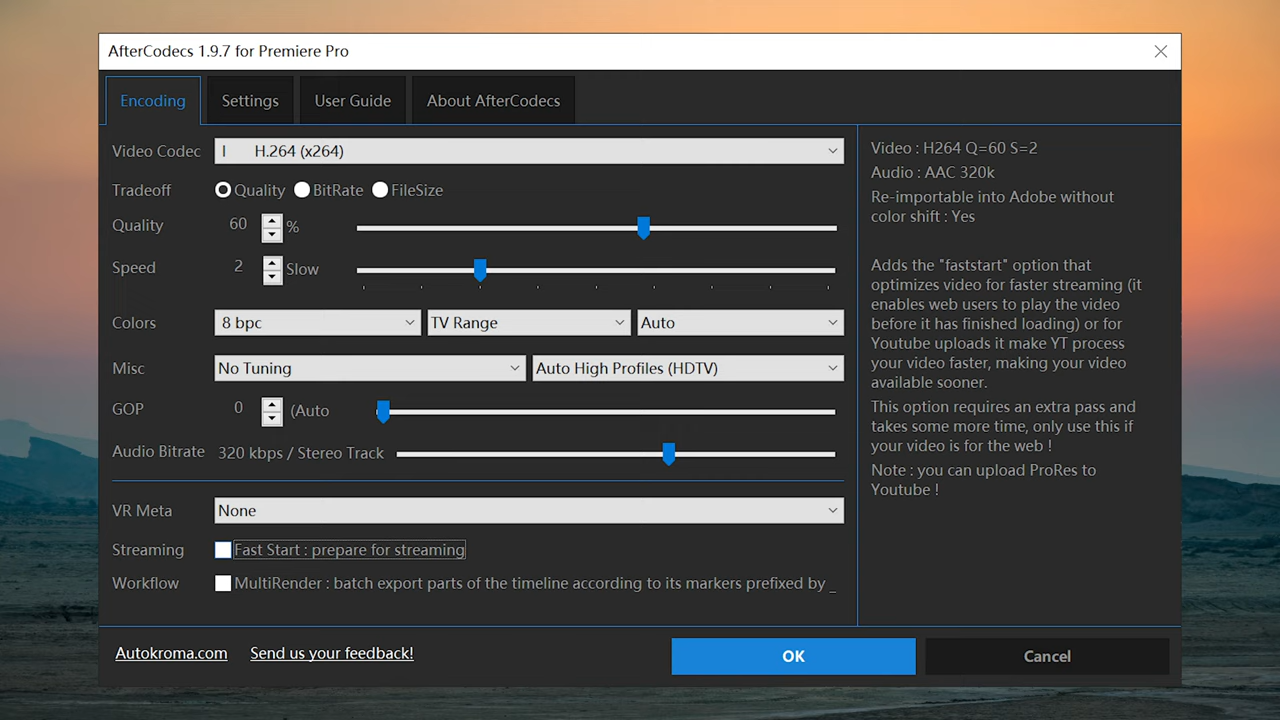 AfterCodecs 1.9.7 for Premiere Pro
Encoding Settings User Guide About AfterCodecs
Video Codec I H.264 (x264)
Tradeoff Quality BitRate FileSize
Quality 60 %
Speed 2 Slow
Colors 8 bpc TV Range Auto
Misc No Tuning Auto High Profiles (HDTV)
GOP 0 (Auto
Audio Bitrate 320 kbps / Stereo Track
VR Meta None
Streaming Fast Start : prepare for streaming
Workflow MultiRender : batch export parts of the timeline according to its markers prefixed by _
Video : H264 Q=60 S=2
Audio : AAC 320k
Re-importable into Adobe without
color shift : Yes
Adds the "faststart" option that
optimizes video for faster streaming (it
enables web users to play the video
before it has finished loading) or for
Youtube uploads it make YT process
your video faster, making your video
available sooner.
This option requires an extra pass and
takes some more time, only use this if
your video is for the web !
Note : you can upload ProRes to
Youtube !
Autokroma.com Send us your feedback! OK Cancel